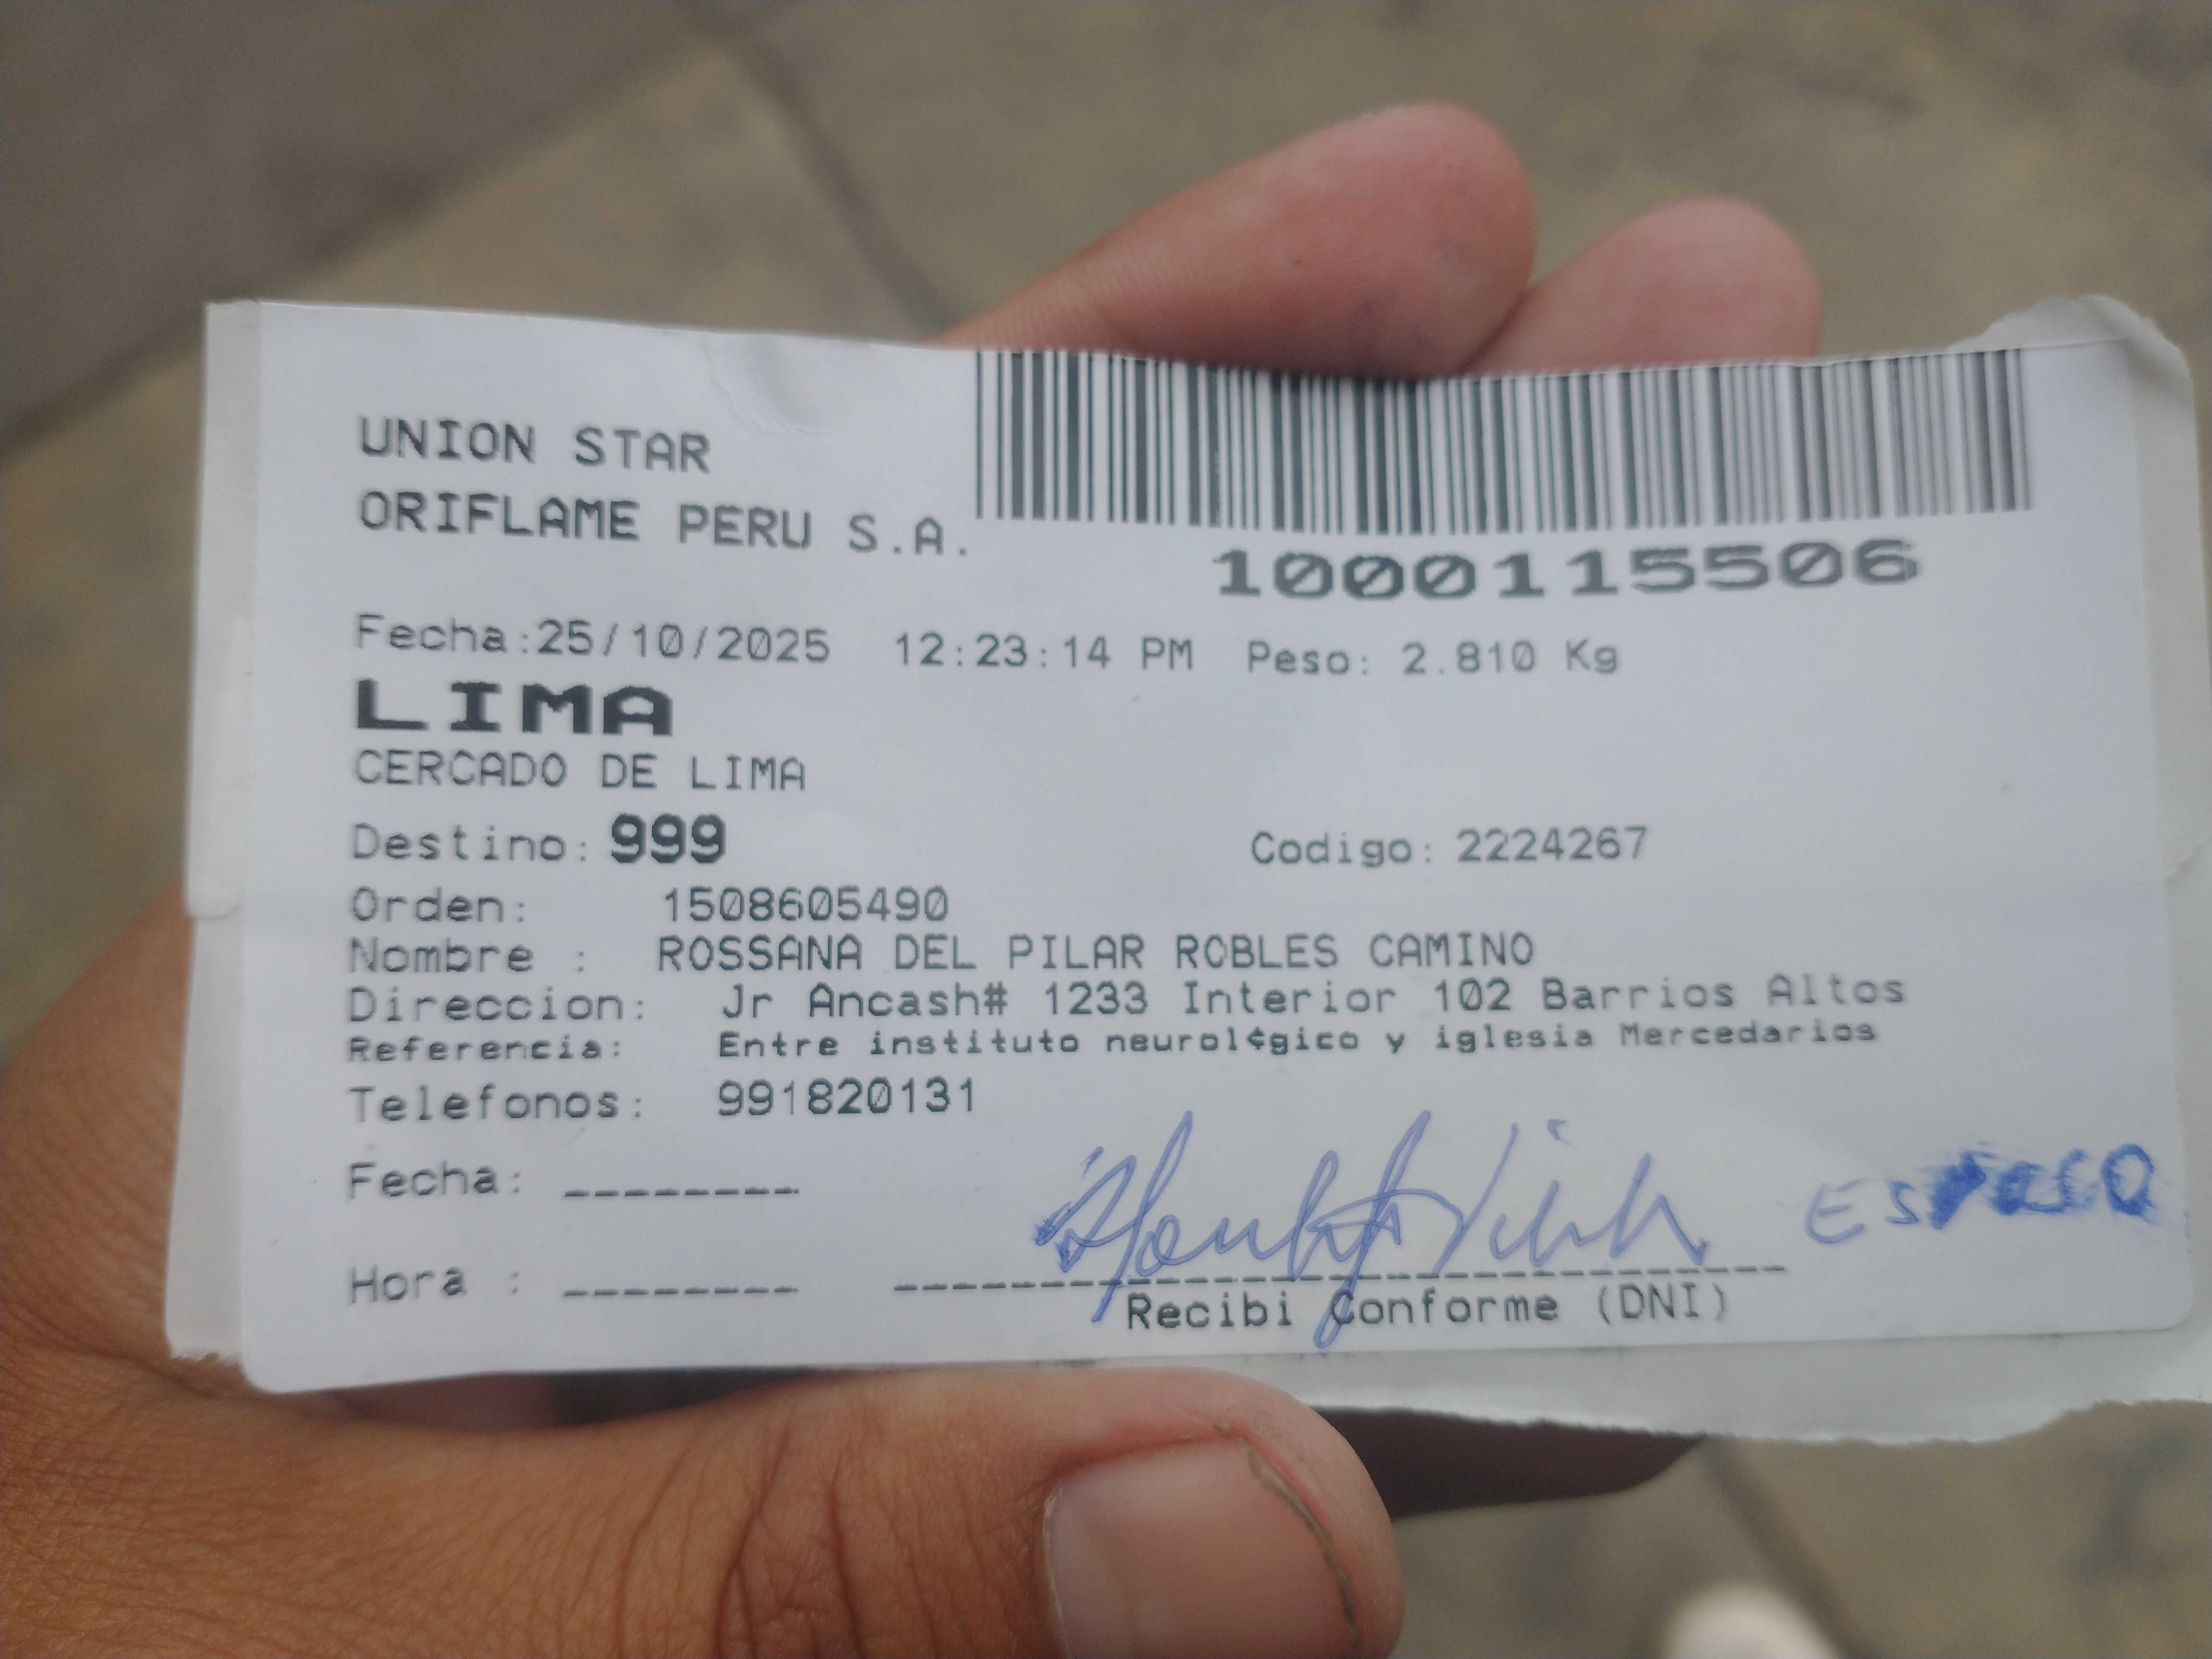 UNION STAR
ORIFLAME PERU S.A.
1000115506
Fecha:25/10/2025 12:23:14 PM Peso: 2.810 Kg
LIMA
CERCADO DE LIMA
Destino: 999 Codigo: 2224267
Orden: 1508605490
Nombre : ROSSANA DEL PILAR ROBLES CAMINO
Direccion: Jr Ancash# 1233 Interior 102 Barrios Altos
Referencia: Entre instituto neurol¢gico y iglesia Mercedarios
Telefonos: 991820131
Fecha: --------
Hora : --------
Recibi Conforme (DNI)